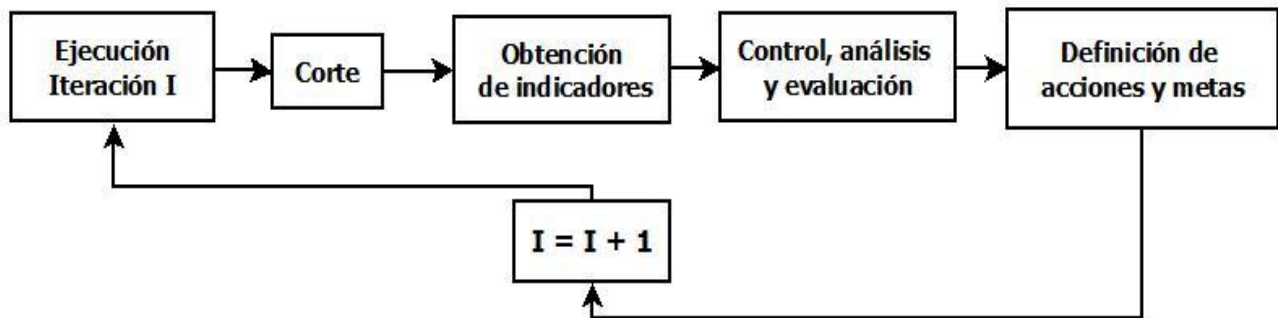 Ejecución
Iteración I
Corte
Obtención
de indicadores
Control, análisis
y evaluación
Definición de
acciones y metas
I = I + 1